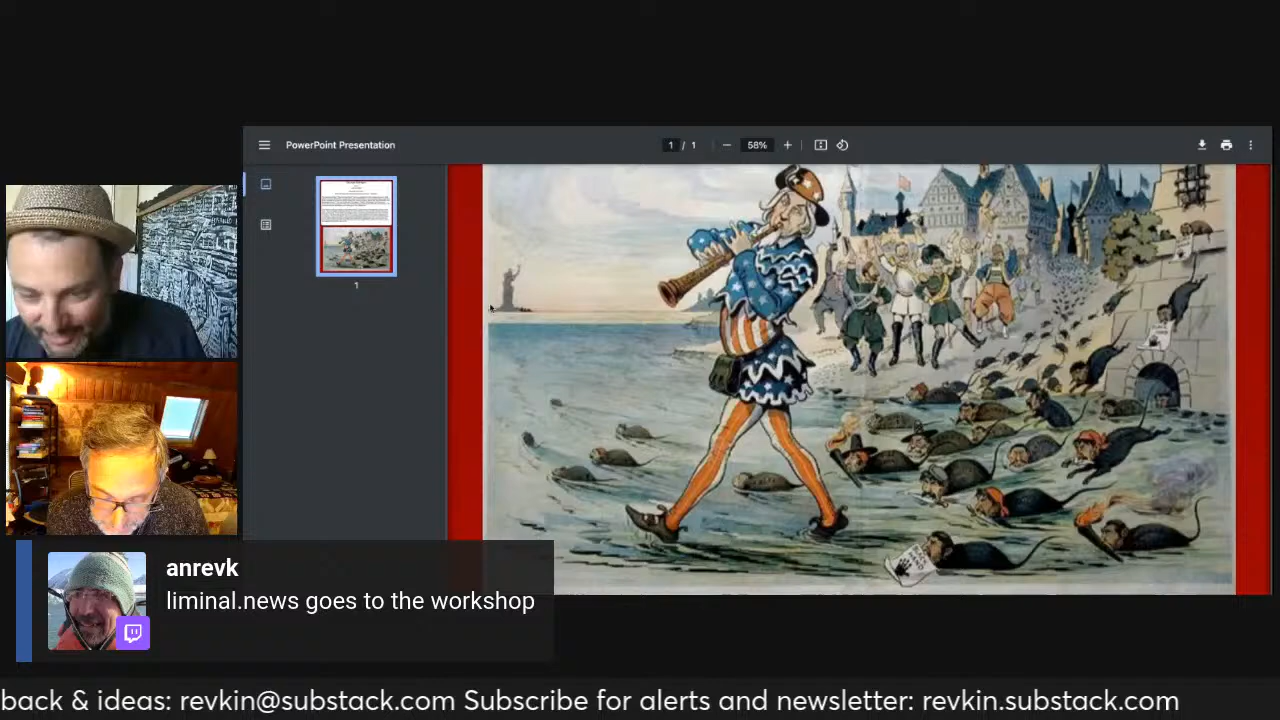 PowerPoint Presentation
1 / 1
58%
1
anrevk
liminal.news goes to the workshop
back & ideas: revkin@substack.com Subscribe for alerts and newsletter: revkin.substack.com